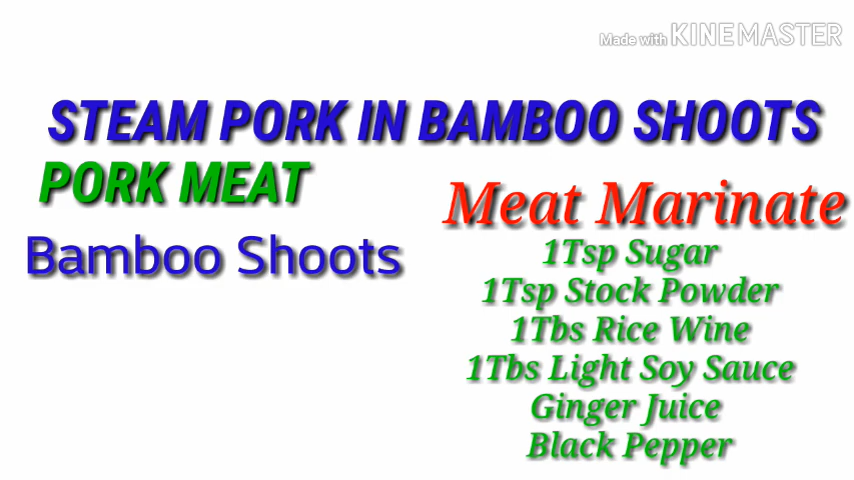 Made with KINEMASTER
STEAM PORK IN BAMBOO SHOOTS
PORK MEAT
Bamboo Shoots
Meat Marinate
1Tsp Sugar
1Tsp Stock Powder
1Tbs Rice Wine
1Tbs Light Soy Sauce
Ginger Juice
Black Pepper